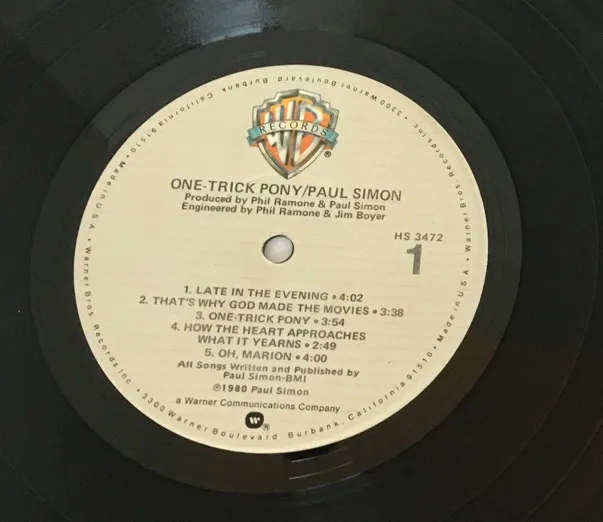 RECORDS
WB
®
ONE-TRICK PONY/PAUL SIMON
Produced by Phil Ramone & Paul Simon
Engineered by Phil Ramone & Jim Boyer
HS 3472
1
1. LATE IN THE EVENING • 4:02
2. THAT'S WHY GOD MADE THE MOVIES • 3:38
3. ONE-TRICK PONY • 3:54
4. HOW THE HEART APPROACHES
WHAT IT YEARNS • 2:49
5. OH, MARION • 4:00
All Songs Written and Published by
Paul Simon-BMI
℗1980 Paul Simon
a Warner Communications Company
®
Warner Bros. Records Inc. • 3300 Warner Boulevard Burbank, California 91510 • Made in U.S.A. • Warner Bros. Records Inc. • 3300 Warner Boulevard Burbank California 91510 • Made in U.S.A. •